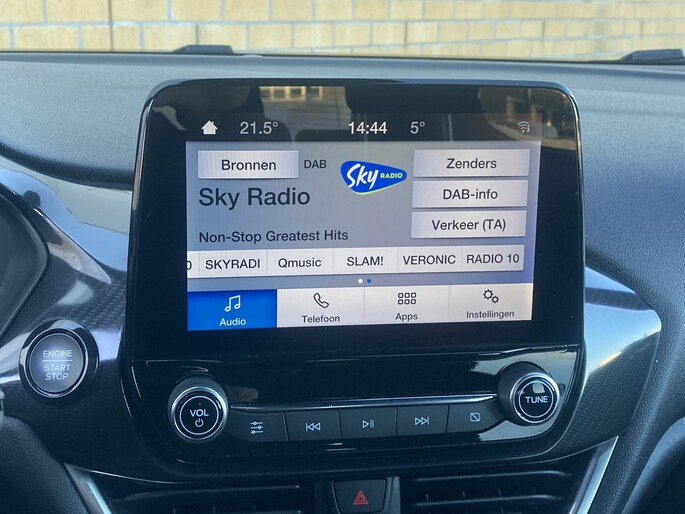 21.5° 14:44 5°
Bronnen DAB Sky RADIO Zenders
Sky Radio DAB-info
Non-Stop Greatest Hits Verkeer (TA)
0 SKYRADI Qmusic SLAM! VERONIC RADIO 10
Audio Telefoon Apps Instellingen
ENGINE
START
STOP
VOL
TUNE